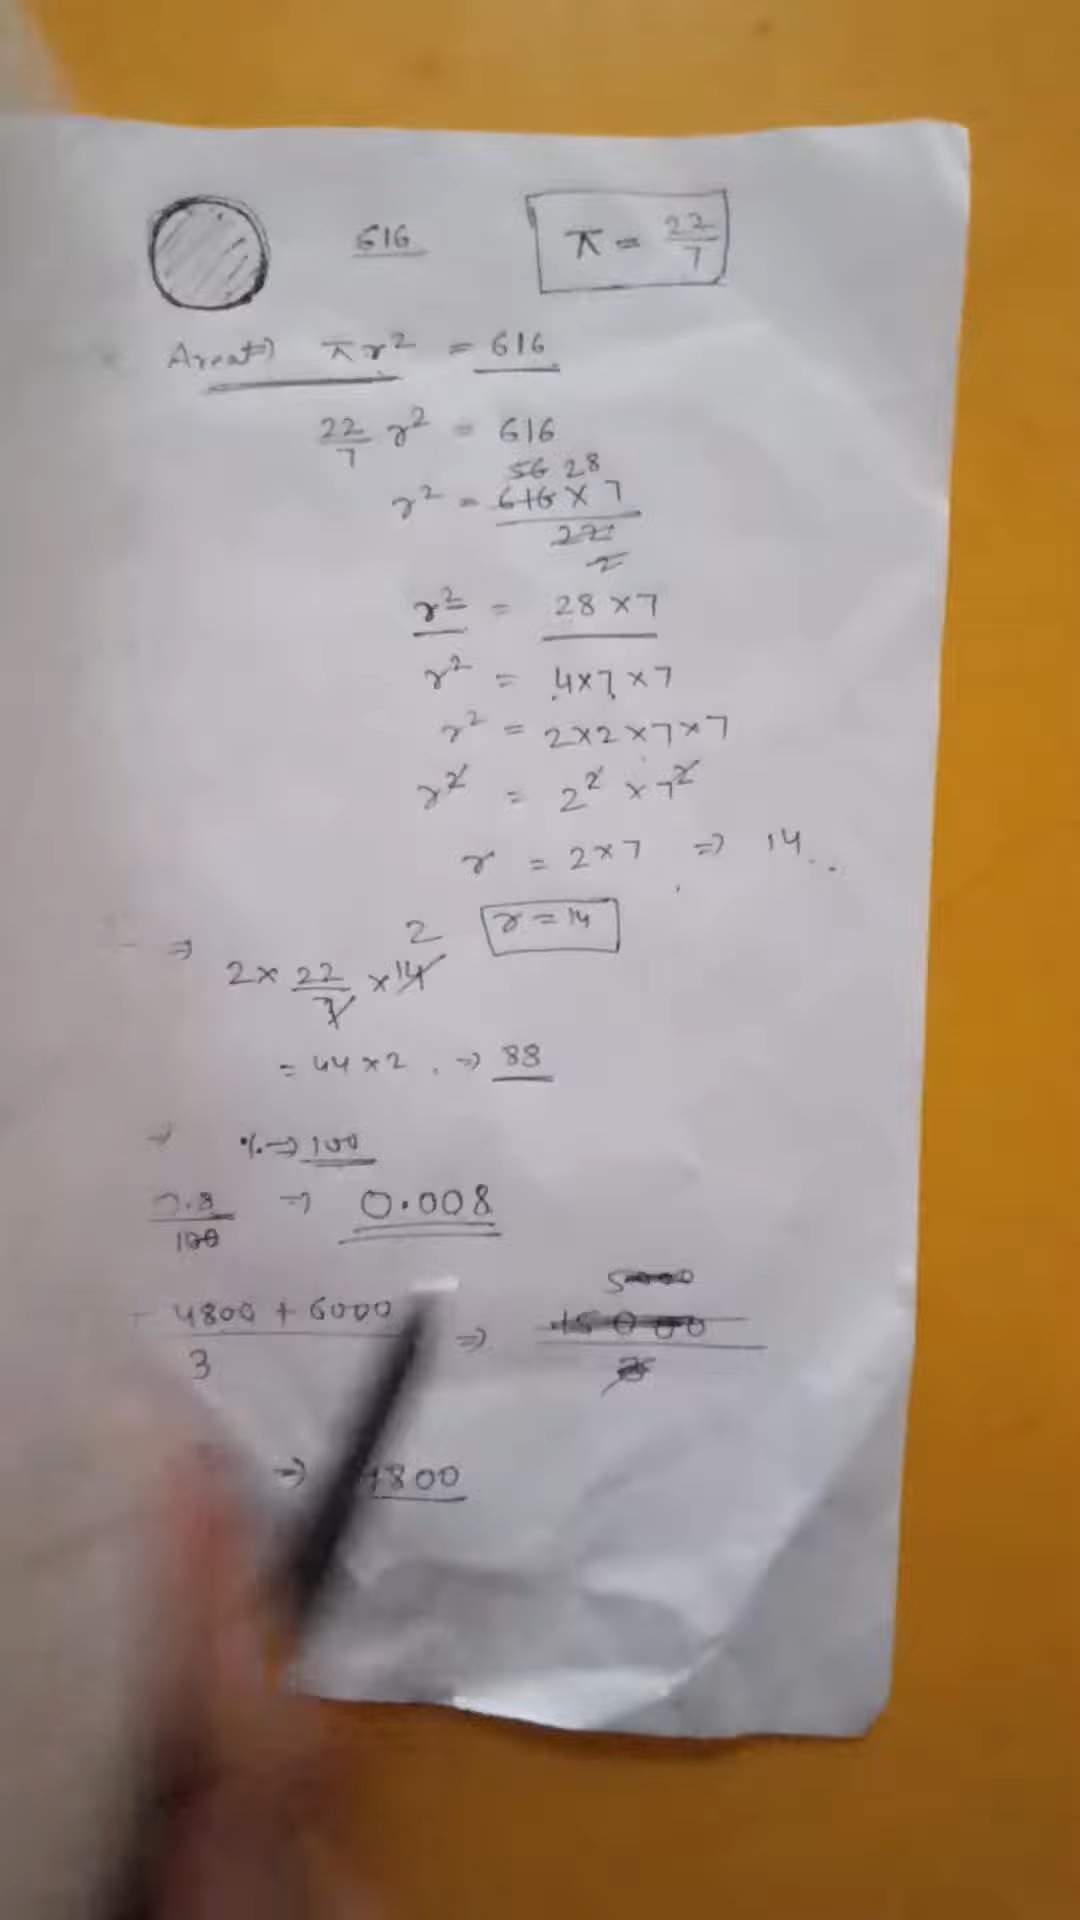 616 π = 22/7
Area⇒ πr² = 616
22/7 r² = 616
56 28
r² = 616 × 7
22
2
r² = 28 × 7
r² = 4×7×7
r² = 2×2×7×7
r² = 2² × 7²
r = 2×7 ⇒ 14
2 r = 14
⇒ 2× 22/7 ×14
= 44×2 . ⇒ 88
% ⇒ 100
.8/100 ⇒ 0.008
4800 + 6000
3 ⇒
⇒ 800